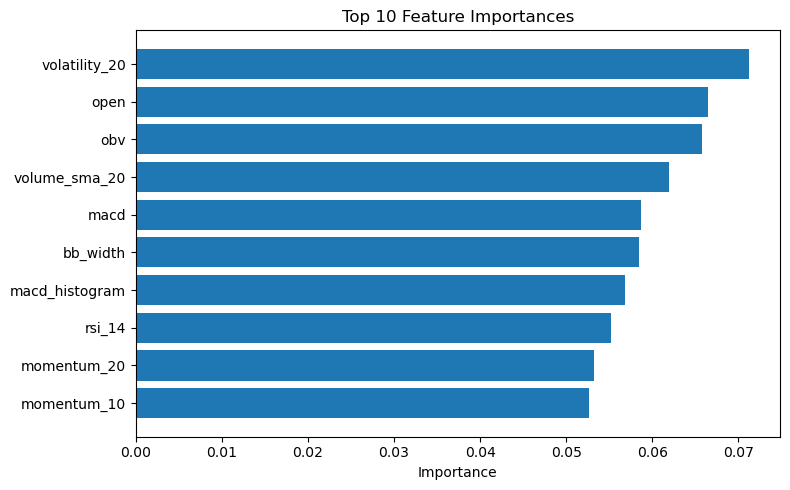 Top 10 Feature Importances
volatility_20
open
obv
volume_sma_20
macd
bb_width
macd_histogram
rsi_14
momentum_20
momentum_10
0.00 0.01 0.02 0.03 0.04 0.05 0.06 0.07
Importance